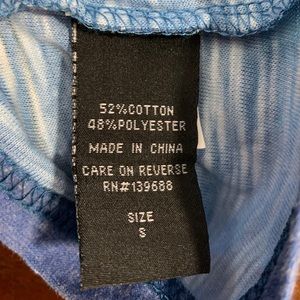 52%COTTON
48%POLYESTER
MADE IN CHINA
CARE ON REVERSE
RN#139688
SIZE
S